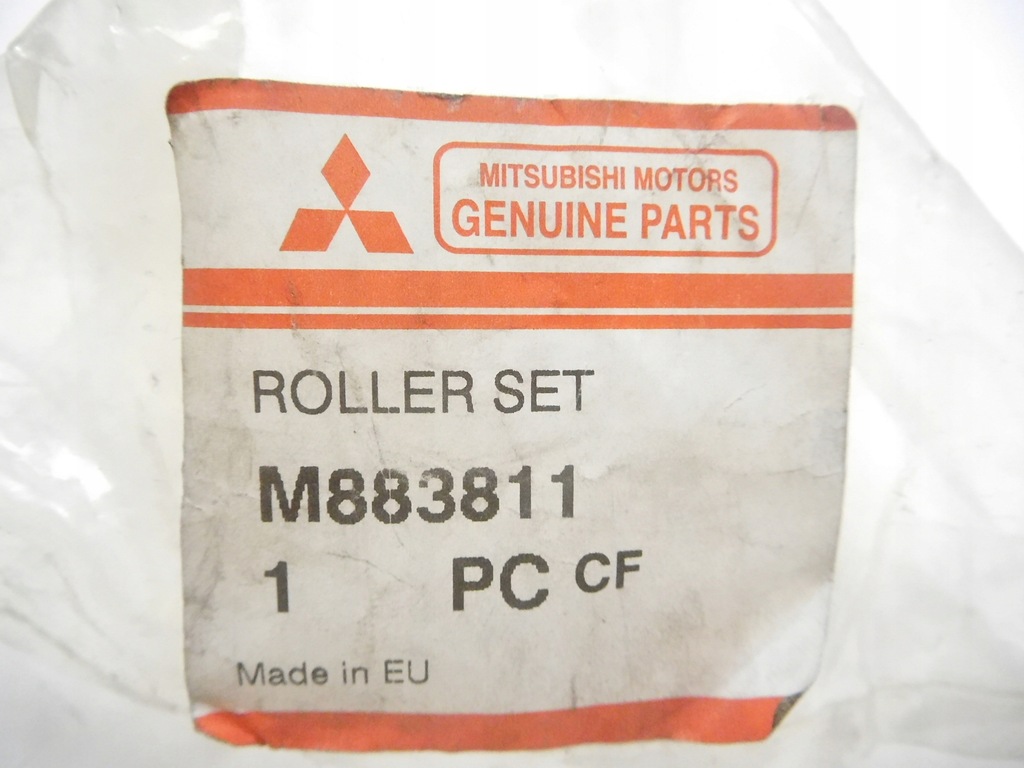 MITSUBISHI MOTORS
GENUINE PARTS
ROLLER SET
M883811
1 PC CF
Made in EU